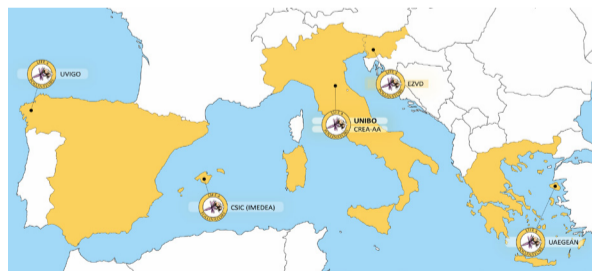 UVIGO
EZVD
UNIBO
CREA-AA
CSIC (IMEDEA)
UAEGEAN